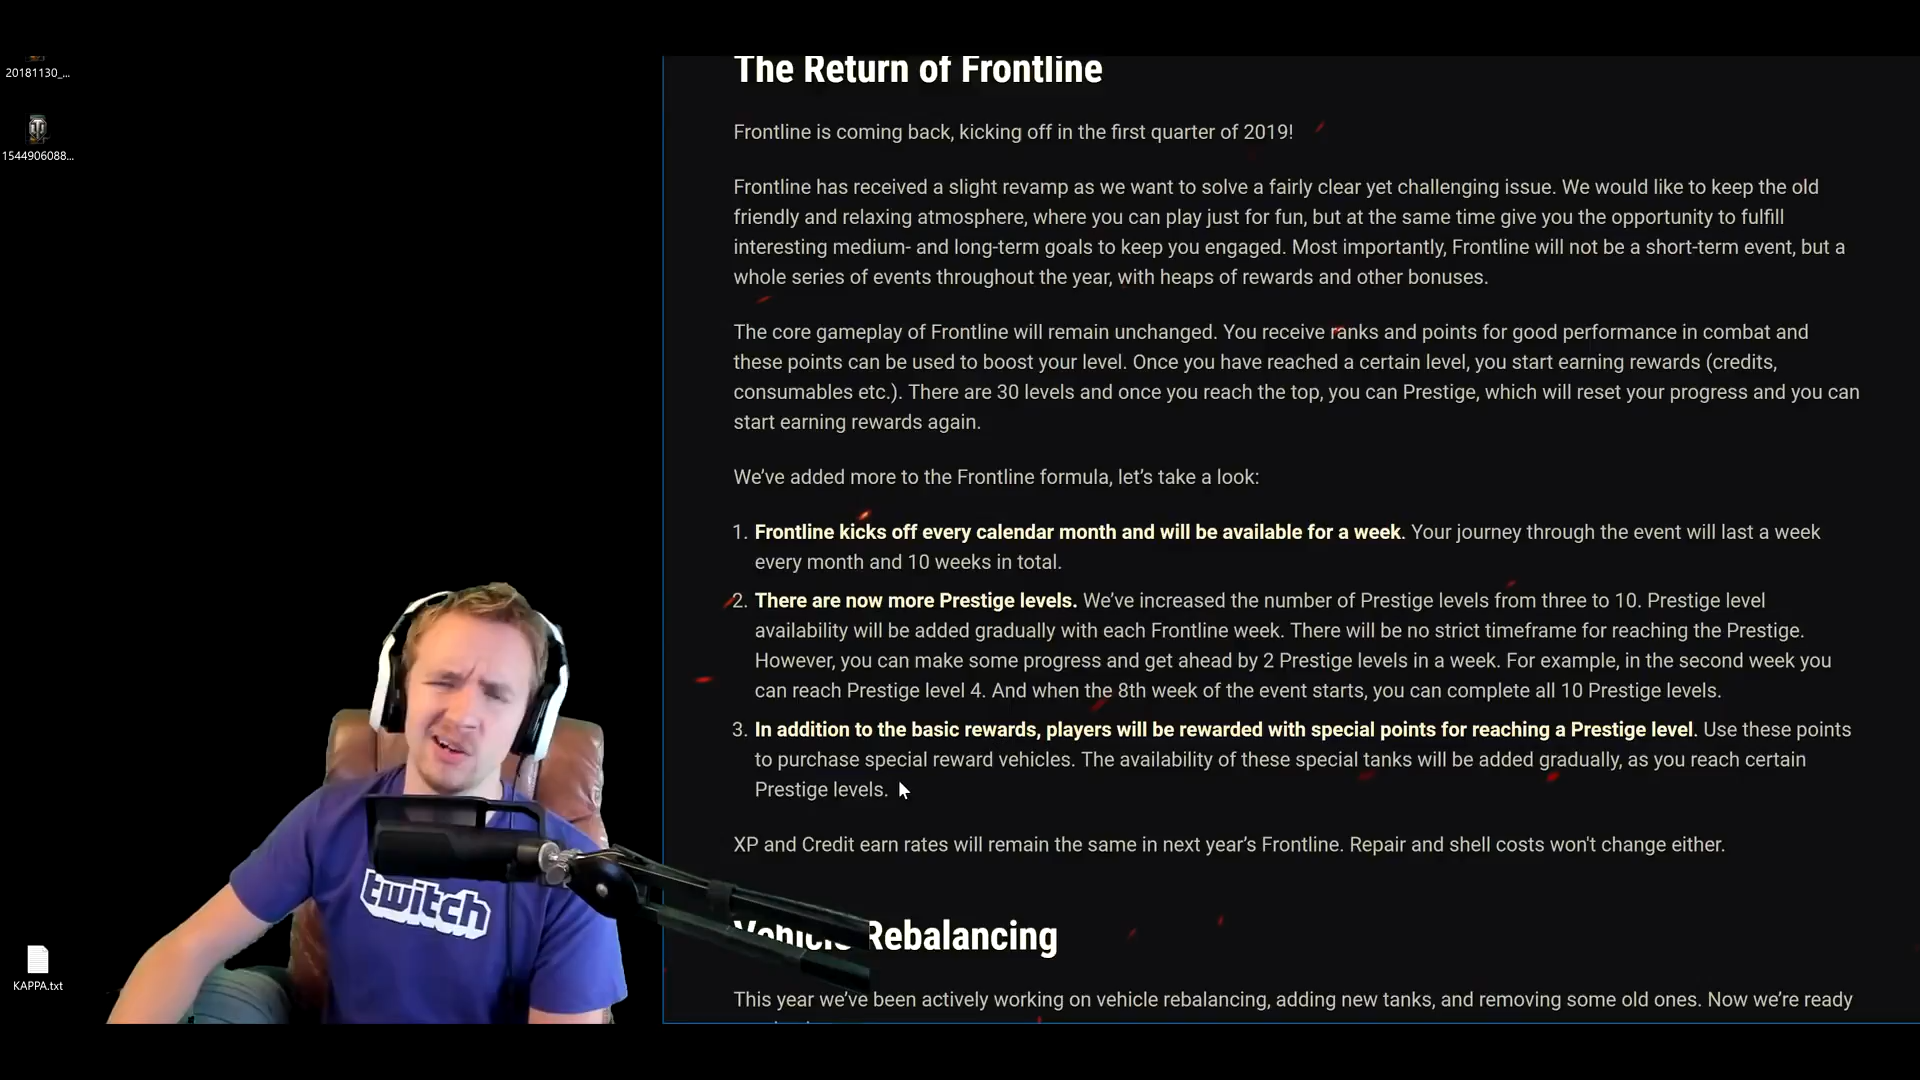 20181130_...
1544906088...
The Return of Frontline
Frontline is coming back, kicking off in the first quarter of 2019!
Frontline has received a slight revamp as we want to solve a fairly clear yet challenging issue. We would like to keep the old
friendly and relaxing atmosphere, where you can play just for fun, but at the same time give you the opportunity to fulfill
interesting medium- and long-term goals to keep you engaged. Most importantly, Frontline will not be a short-term event, but a
whole series of events throughout the year, with heaps of rewards and other bonuses.
The core gameplay of Frontline will remain unchanged. You receive ranks and points for good performance in combat and
these points can be used to boost your level. Once you have reached a certain level, you start earning rewards (credits,
consumables etc.). There are 30 levels and once you reach the top, you can Prestige, which will reset your progress and you can
start earning rewards again.
We’ve added more to the Frontline formula, let’s take a look:
1. Frontline kicks off every calendar month and will be available for a week. Your journey through the event will last a week
every month and 10 weeks in total.
2. There are now more Prestige levels. We’ve increased the number of Prestige levels from three to 10. Prestige level
availability will be added gradually with each Frontline week. There will be no strict timeframe for reaching the Prestige.
However, you can make some progress and get ahead by 2 Prestige levels in a week. For example, in the second week you
can reach Prestige level 4. And when the 8th week of the event starts, you can complete all 10 Prestige levels.
3. In addition to the basic rewards, players will be rewarded with special points for reaching a Prestige level. Use these points
to purchase special reward vehicles. The availability of these special tanks will be added gradually, as you reach certain
Prestige levels.
XP and Credit earn rates will remain the same in next year’s Frontline. Repair and shell costs won't change either.
Vehicle Rebalancing
This year we’ve been actively working on vehicle rebalancing, adding new tanks, and removing some old ones. Now we’re ready
twitch
KAPPA.txt